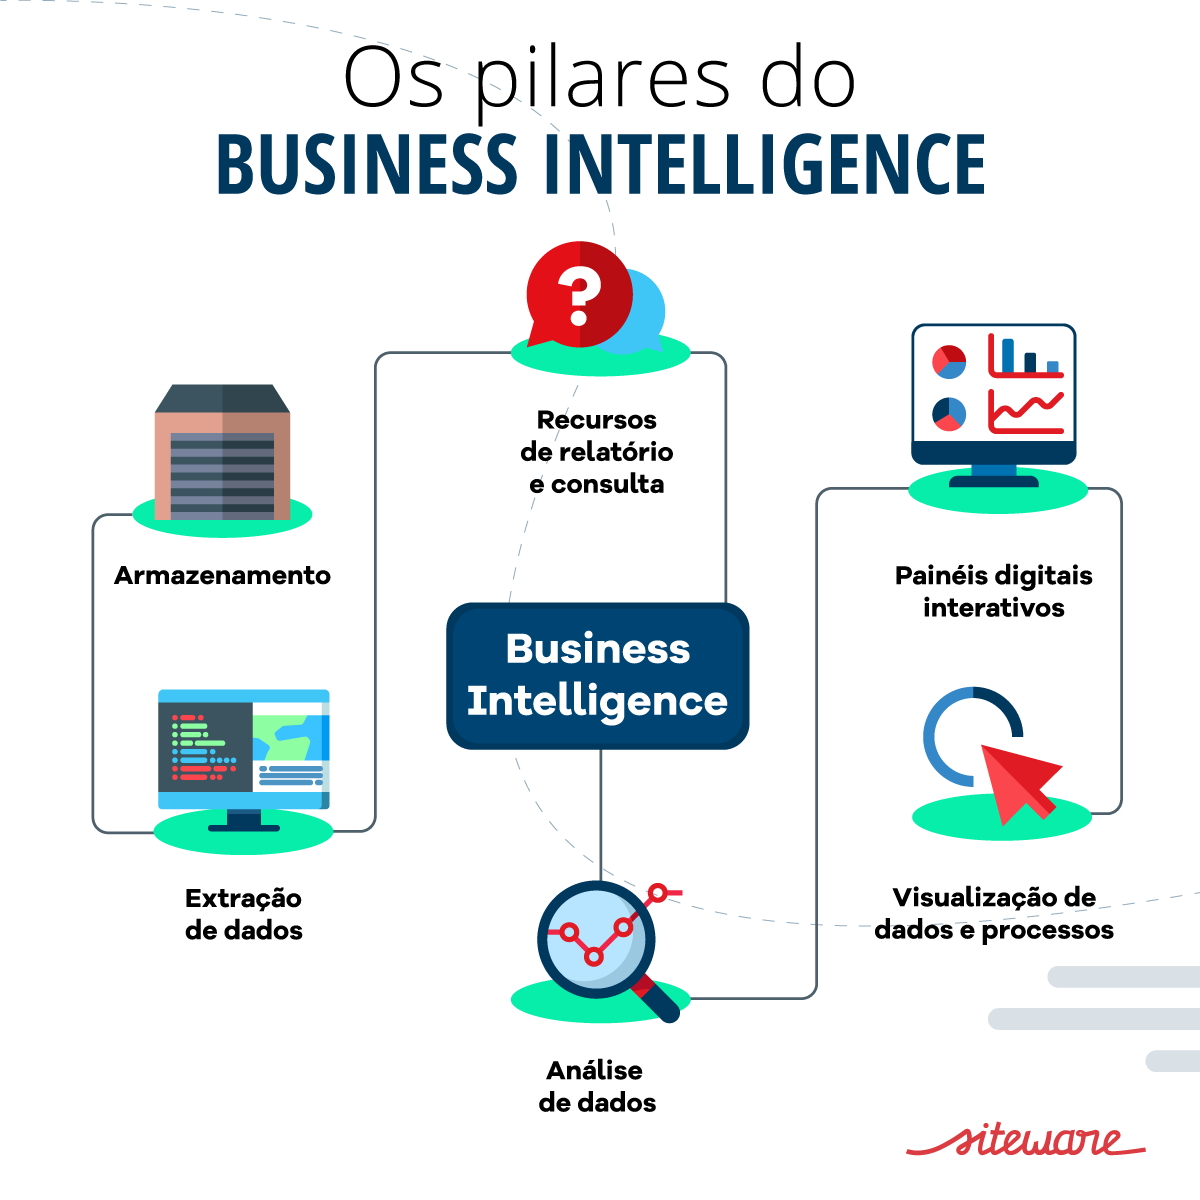 Os pilares do
BUSINESS INTELLIGENCE
?
Recursos
de relatório
e consulta
Armazenamento
Painéis digitais
interativos
Business
Intelligence
Extração
de dados
Visualização de
dados e processos
Análise
de dados
siteware